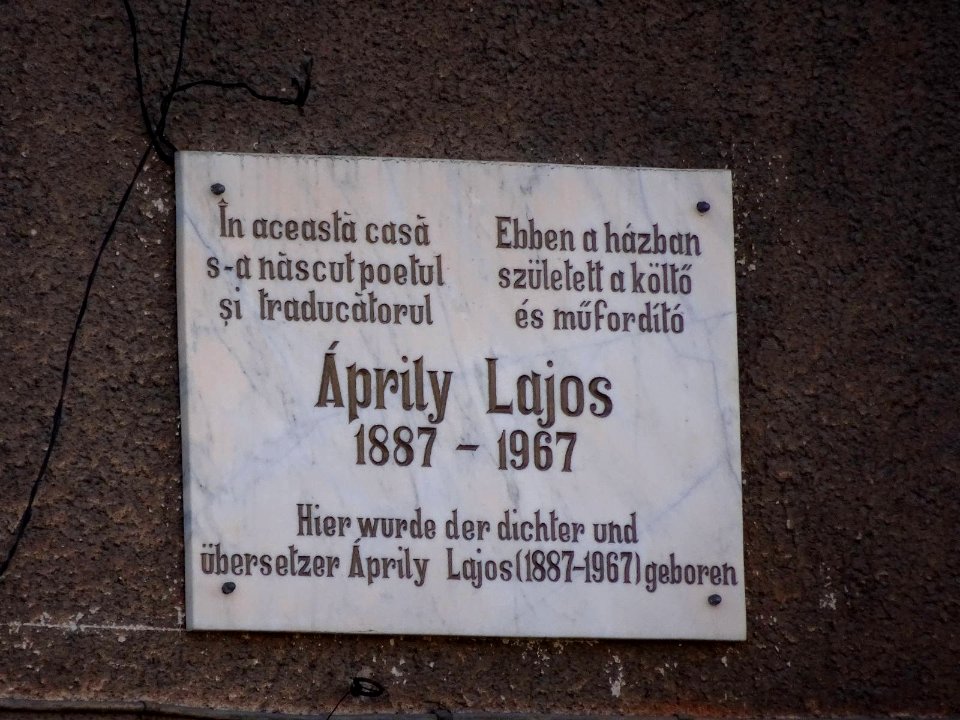 În această casă
s-a născut poetul
și traducătorul
Ebben a házban
született a költő
és műfordító
Áprily Lajos
1887 - 1967
Hier wurde der dichter und
übersetzer Áprily Lajos (1887-1967) geboren